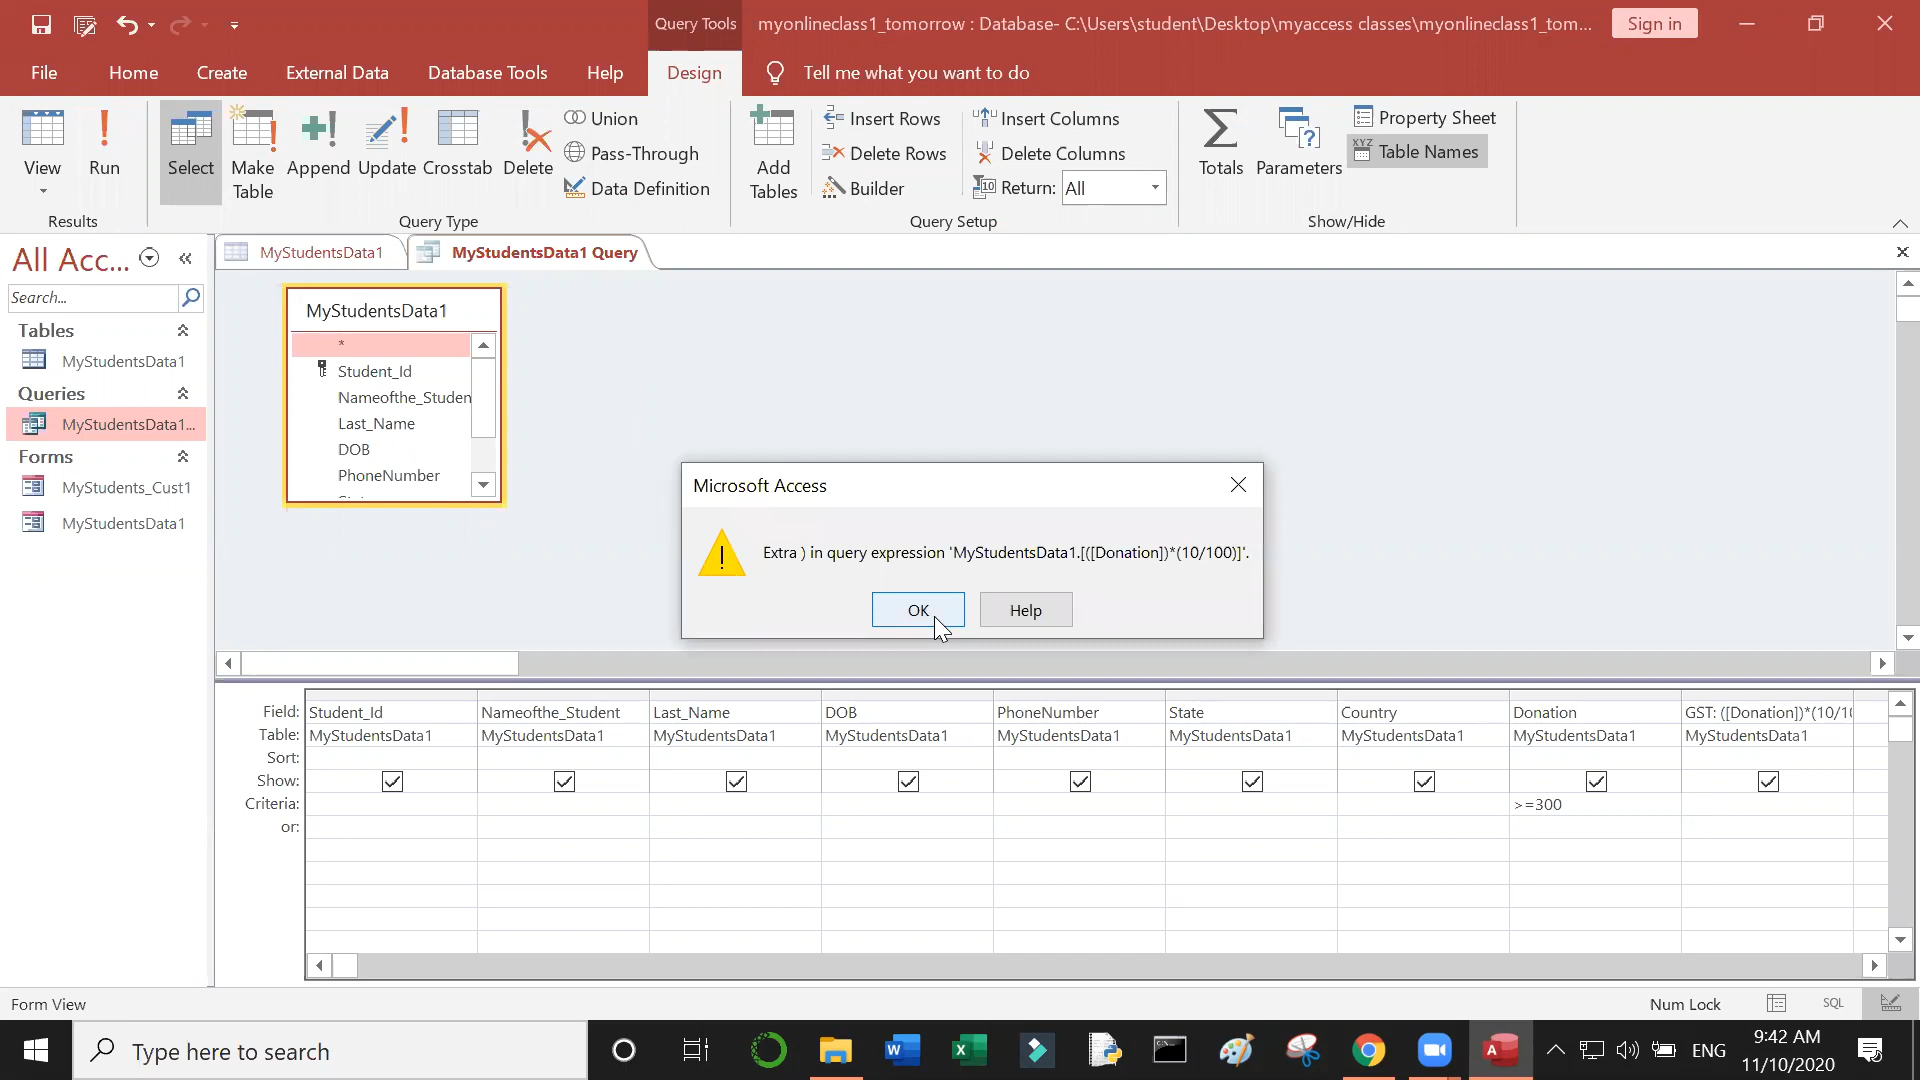 Query Tools
myonlineclass1_tomorrow : Database- C:\Users\student\Desktop\myaccess classes\myonlineclass1_tom...
Sign in
File
Home
Create
External Data
Database Tools
Help
Design
Tell me what you want to do
View
Run
Select
Make
Table
Append
Update
Crosstab
Delete
Union
Pass-Through
Data Definition
Add
Tables
Insert Rows
Delete Rows
Builder
Insert Columns
Delete Columns
Return: All
Totals
Parameters
Property Sheet
Table Names
Results
Query Type
Query Setup
Show/Hide
All Acc...
Search...
Tables
MyStudentsData1
Queries
MyStudentsData1...
Forms
MyStudents_Cust1
MyStudentsData1
MyStudentsData1
MyStudentsData1 Query
MyStudentsData1
*
Student_Id
Nameofthe_Studen
Last_Name
DOB
PhoneNumber
Microsoft Access
Extra ) in query expression 'MyStudentsData1.[([Donation])*(10/100)]'.
OK
Help
Field: Student_Id Nameofthe_Student Last_Name DOB PhoneNumber State Country Donation GST: ([Donation])*(10/10
Table: MyStudentsData1 MyStudentsData1 MyStudentsData1 MyStudentsData1 MyStudentsData1 MyStudentsData1 MyStudentsData1 MyStudentsData1 MyStudentsData1
Sort:
Show:
Criteria: >=300
or:
Form View
Num Lock
SQL
Type here to search
ENG
9:42 AM
11/10/2020